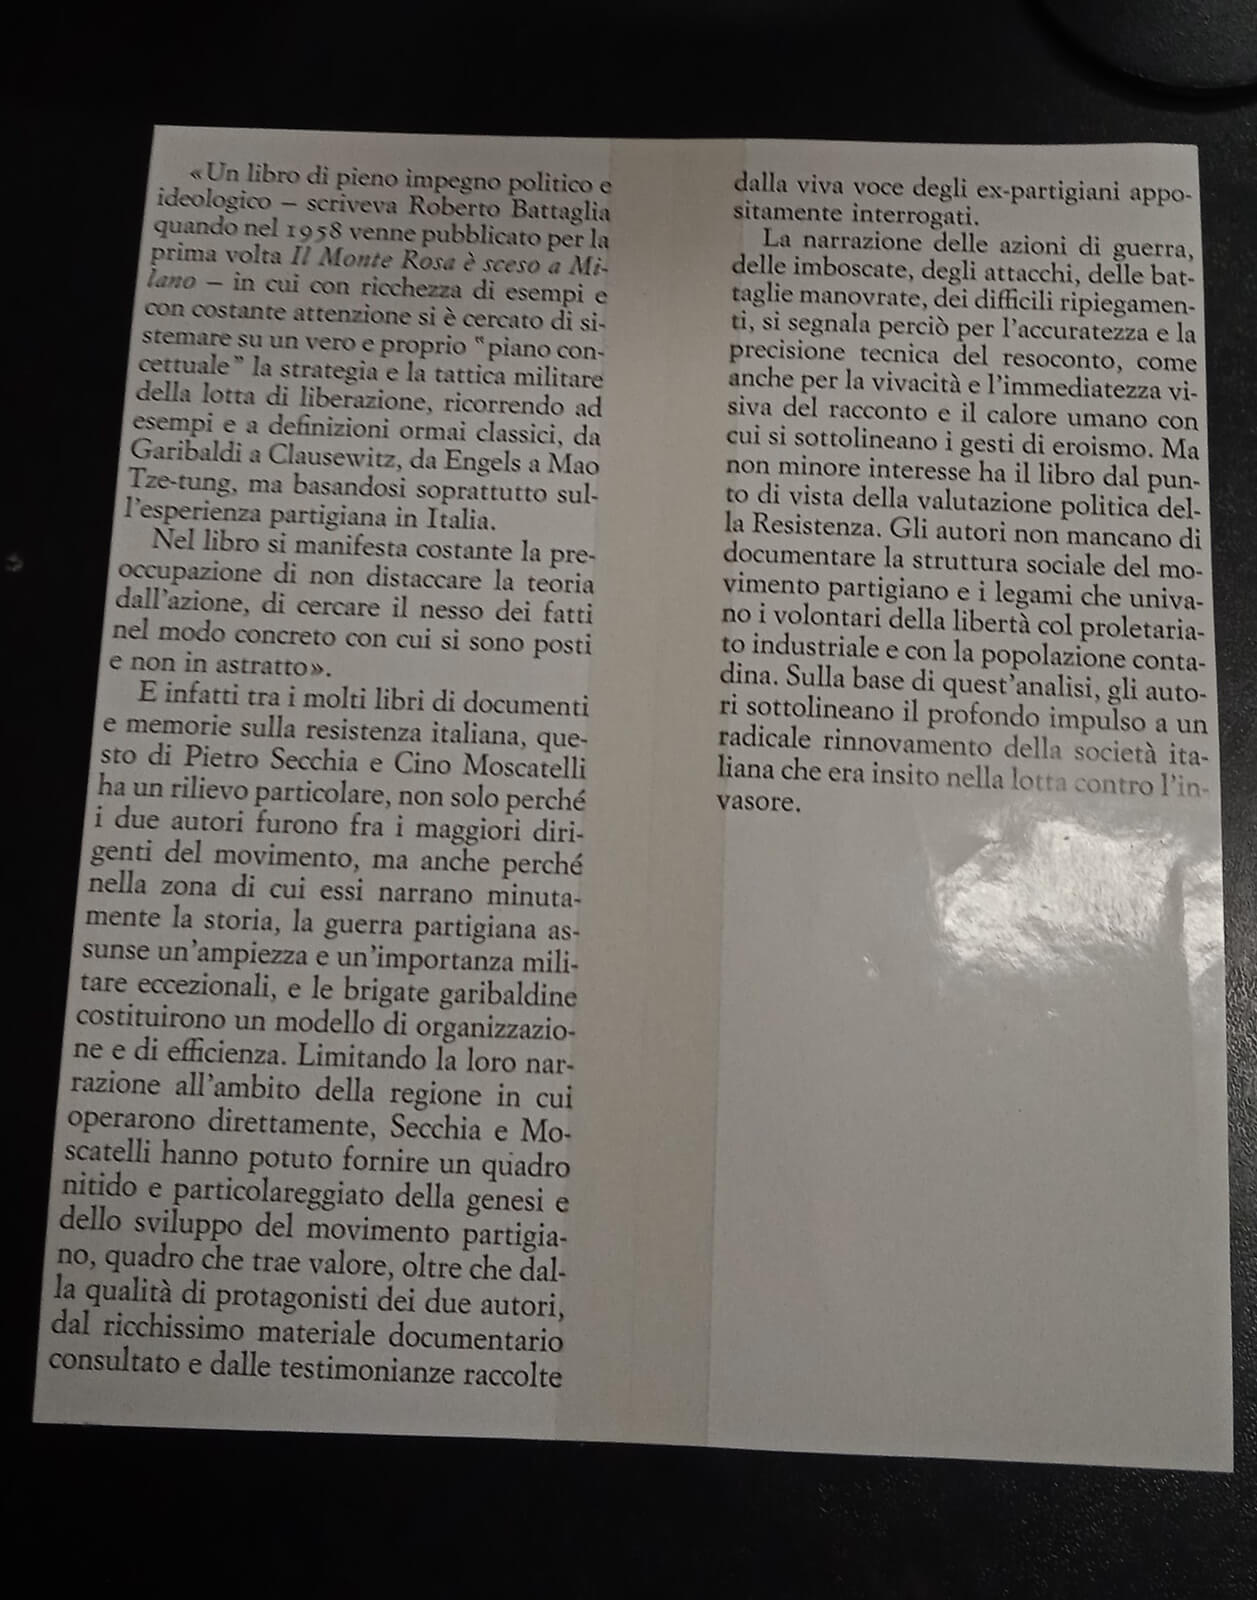 «Un libro di pieno impegno politico e
ideologico – scriveva Roberto Battaglia
quando nel 1958 venne pubblicato per la
prima volta Il Monte Rosa è sceso a Mi-
lano – in cui con ricchezza di esempi e
con costante attenzione si è cercato di si-
stemare su un vero e proprio “piano con-
cettuale” la strategia e la tattica militare
della lotta di liberazione, ricorrendo ad
esempi e a definizioni ormai classici, da
Garibaldi a Clausewitz, da Engels a Mao
Tze-tung, ma basandosi soprattutto sul-
l’esperienza partigiana in Italia.
Nel libro si manifesta costante la pre-
occupazione di non distaccare la teoria
dall’azione, di cercare il nesso dei fatti
nel modo concreto con cui si sono posti
e non in astratto».
E infatti tra i molti libri di documenti
e memorie sulla resistenza italiana, que-
sto di Pietro Secchia e Cino Moscatelli
ha un rilievo particolare, non solo perché
i due autori furono fra i maggiori diri-
genti del movimento, ma anche perché
nella zona di cui essi narrano minuta-
mente la storia, la guerra partigiana as-
sunse un’ampiezza e un’importanza mili-
tare eccezionali, e le brigate garibaldine
costituirono un modello di organizzazio-
ne e di efficienza. Limitando la loro nar-
razione all’ambito della regione in cui
operarono direttamente, Secchia e Mo-
scatelli hanno potuto fornire un quadro
nitido e particolareggiato della genesi e
dello sviluppo del movimento partigia-
no, quadro che trae valore, oltre che dal-
la qualità di protagonisti dei due autori,
dal ricchissimo materiale documentario
consultato e dalle testimonianze raccolte
dalla viva voce degli ex-partigiani appo-
sitamente interrogati.
La narrazione delle azioni di guerra,
delle imboscate, degli attacchi, delle bat-
taglie manovrate, dei difficili ripiegamen-
ti, si segnala perciò per l’accuratezza e la
precisione tecnica del resoconto, come
anche per la vivacità e l’immediatezza vi-
siva del racconto e il calore umano con
cui si sottolineano i gesti di eroismo. Ma
non minore interesse ha il libro dal pun-
to di vista della valutazione politica del-
la Resistenza. Gli autori non mancano di
documentare la struttura sociale del mo-
vimento partigiano e i legami che univa-
no i volontari della libertà col proletaria-
to industriale e con la popolazione conta-
dina. Sulla base di quest’analisi, gli auto-
ri sottolineano il profondo impulso a un
radicale rinnovamento della società ita-
liana che era insito nella lotta contro l’in-
vasore.